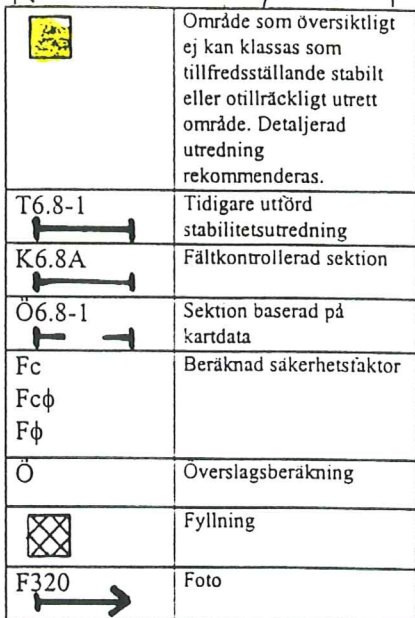 Område som översiktligt
ej kan klassas som
tillfredsställande stabilt
eller otillräckligt utrett
område. Detaljerad
utredning
rekommenderas.
T6.8-1
Tidigare utförd
stabilitetsutredning
K6.8A
Fältkontrollerad sektion
Ö6.8-1
Sektion baserad på
kartdata
Fc
Beräknad säkerhetsfaktor
Fcϕ
Fϕ
Ö
Överslagsberäkning
Fyllning
F320
Foto